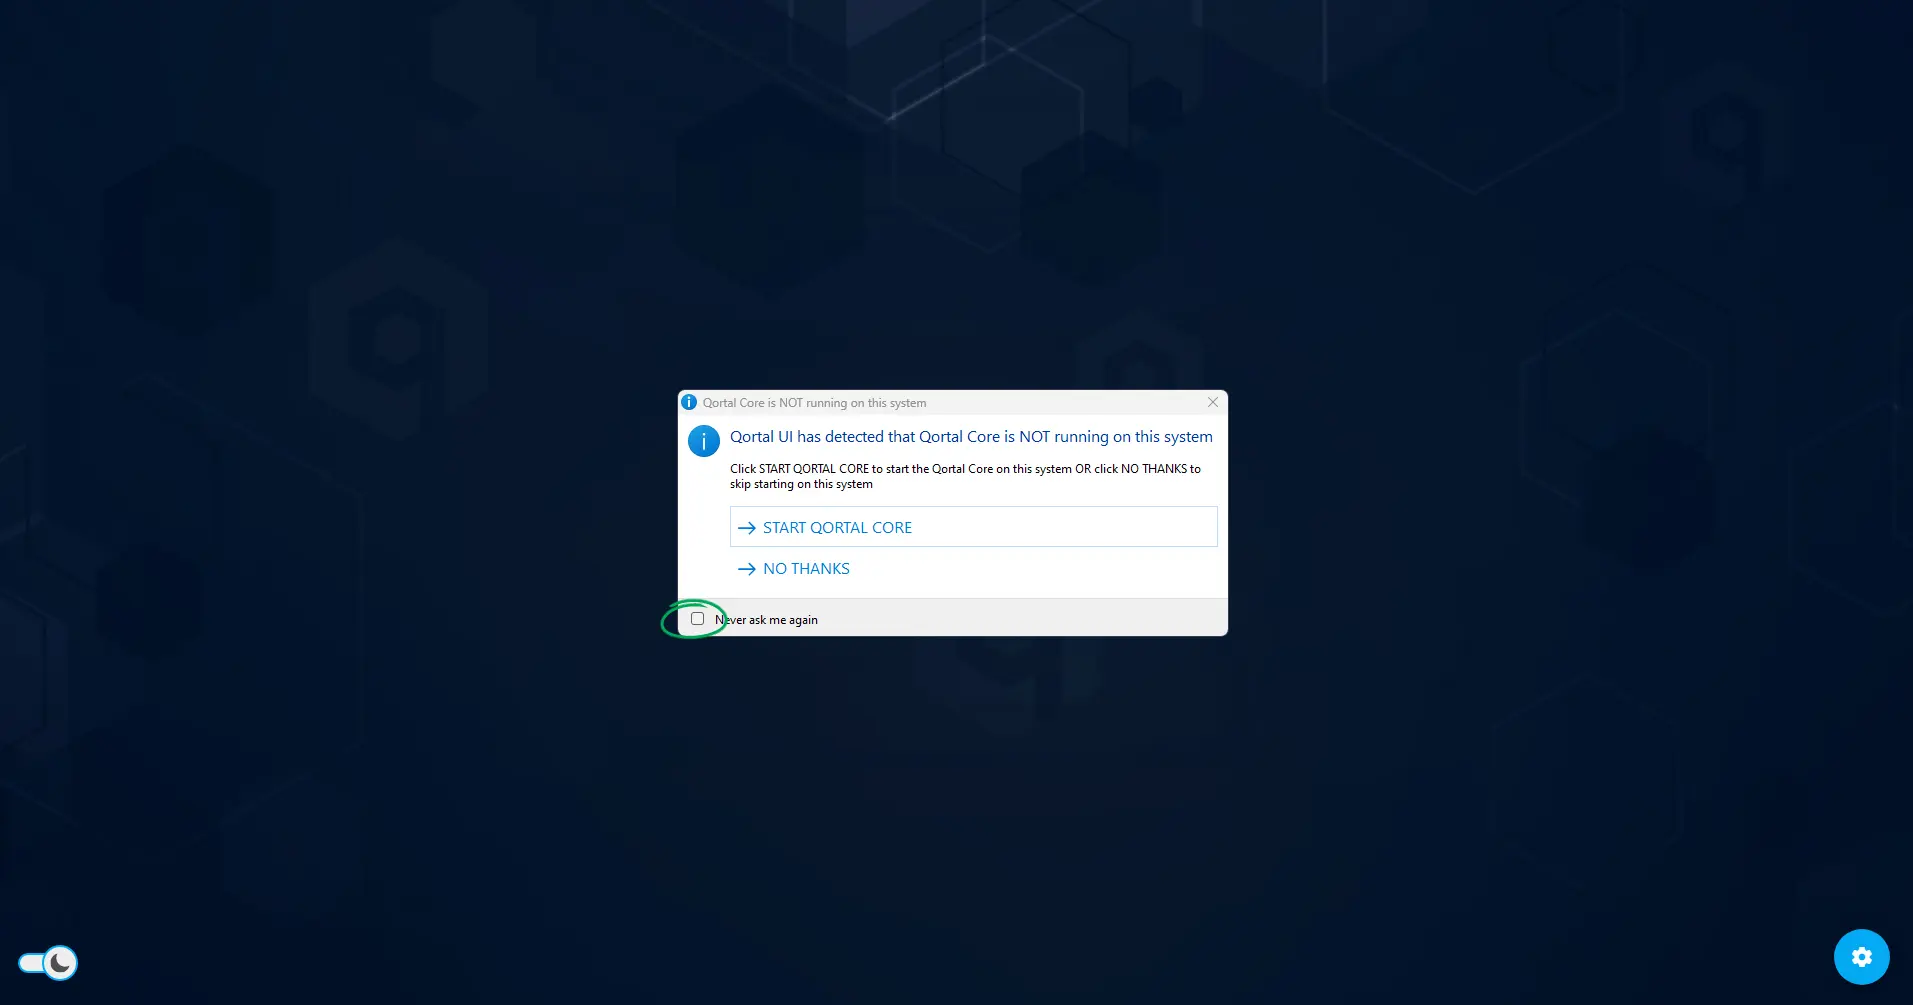 Qortal Core is NOT running on this system
Qortal UI has detected that Qortal Core is NOT running on this system
Click START QORTAL CORE to start the Qortal Core on this system OR click NO THANKS to
skip starting on this system
START QORTAL CORE
NO THANKS
Never ask me again